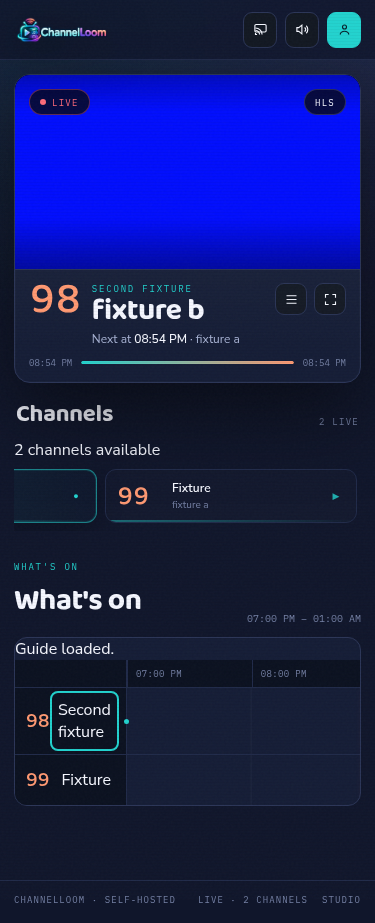 ChannelLoom
LIVE
HLS
98
SECOND FIXTURE
fixture b
Next at 08:54 PM · fixture a
08:54 PM
08:54 PM
Channels
2 LIVE
2 channels available
99
Fixture
fixture a
WHAT'S ON
What's on
07:00 PM – 01:00 AM
Guide loaded.
07:00 PM
08:00 PM
98
Second
fixture
99
Fixture
CHANNELLOOM · SELF-HOSTED
LIVE · 2 CHANNELS
STUDIO